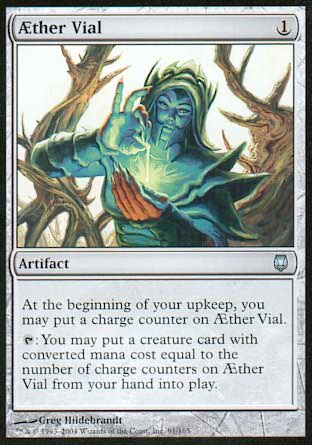 Æther Vial 1
Artifact
At the beginning of your upkeep, you
may put a charge counter on Æther Vial.
: You may put a creature card with
converted mana cost equal to the
number of charge counters on Æther
Vial from your hand into play.
Greg Hildebrandt
™ & © 1993-2004 Wizards of the Coast, Inc. 91/165